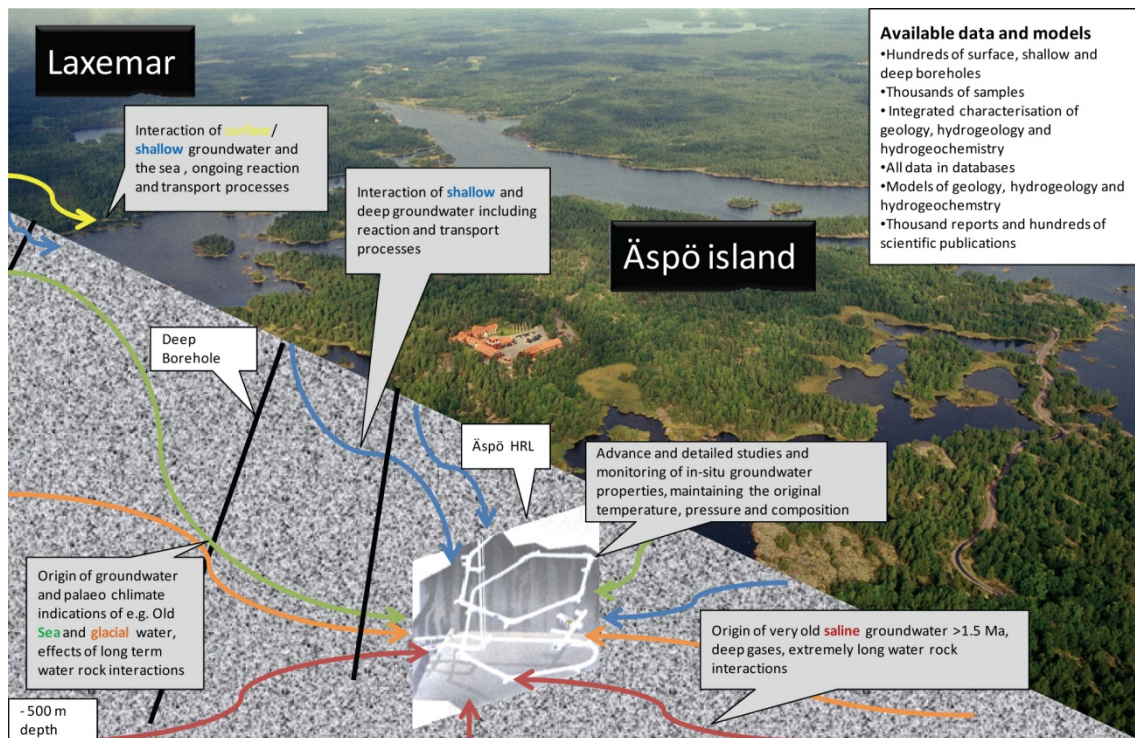 Laxemar
Interaction of surface/
shallow groundwater and
the sea , ongoing reaction
and transport processes
Interaction of shallow and
deep groundwater including
reaction and transport
processes
Äspö island
Available data and models
•Hundreds of surface, shallow and
deep boreholes
•Thousands of samples
• Integrated characterisation of
geology, hydrogeology and
hydrogeochemistry
•All data in databases
•Models of geology, hydrogeology and
hydrogeochemstry
•Thousand reports and hundreds of
scientific publications
Deep
Borehole
Äspö HRL
Advance and detailed studies and
monitoring of in-situ groundwater
properties, maintaining the original
temperature, pressure and composition
Origin of groundwater
and palaeo chlimate
indications of e.g. Old
Sea and glacial water,
effects of long term
water rock interactions
Origin of very old saline groundwater >1.5 Ma,
deep gases, extremely long water rock
interactions
- 500 m
depth